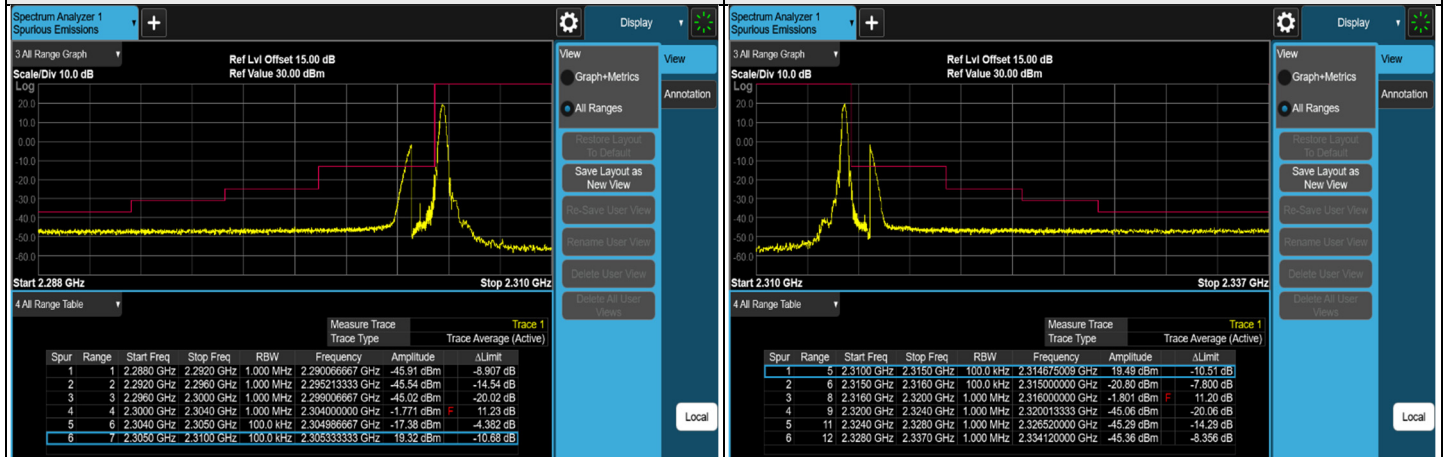 Spectrum Analyzer 1
Spurious Emissions
+
Display
3 All Range Graph
Ref Lvl Offset 15.00 dB
Scale/Div 10.0 dB
Ref Value 30.00 dBm
Log
20.0
10.0
0.00
-10.0
-20.0
-30.0
-40.0
-50.0
-60.0
Start 2.288 GHz
Stop 2.310 GHz
View
Graph+Metrics
All Ranges
Restore Layout
To Default
Save Layout as
New View
Re-Save User View
Rename User View
Delete User View
Delete All User
Views
View
Annotation
Local
4 All Range Table
Measure Trace Trace 1
Trace Type Trace Average (Active)
Spur Range Start Freq Stop Freq RBW Frequency Amplitude ΔLimit
1 1 2.2880 GHz 2.2920 GHz 1.000 MHz 2.290066667 GHz -45.91 dBm -8.907 dB
2 2 2.2920 GHz 2.2960 GHz 1.000 MHz 2.295213333 GHz -45.54 dBm -14.54 dB
3 3 2.2960 GHz 2.3000 GHz 1.000 MHz 2.299006667 GHz -45.02 dBm -20.02 dB
4 4 2.3000 GHz 2.3040 GHz 1.000 MHz 2.304000000 GHz -1.771 dBm F 11.23 dB
5 6 2.3040 GHz 2.3050 GHz 100.0 kHz 2.304986667 GHz -17.38 dBm -4.382 dB
6 7 2.3050 GHz 2.3100 GHz 100.0 kHz 2.305333333 GHz 19.32 dBm -10.68 dB
Spectrum Analyzer 1
Spurious Emissions
+
Display
3 All Range Graph
Ref Lvl Offset 15.00 dB
Scale/Div 10.0 dB
Ref Value 30.00 dBm
Log
20.0
10.0
0.00
-10.0
-20.0
-30.0
-40.0
-50.0
-60.0
Start 2.310 GHz
Stop 2.337 GHz
View
Graph+Metrics
All Ranges
Restore Layout
To Default
Save Layout as
New View
Re-Save User View
Rename User View
Delete User View
Delete All User
Views
View
Annotation
Local
4 All Range Table
Measure Trace Trace 1
Trace Type Trace Average (Active)
Spur Range Start Freq Stop Freq RBW Frequency Amplitude ΔLimit
1 5 2.3100 GHz 2.3150 GHz 100.0 kHz 2.314675009 GHz 19.49 dBm -10.51 dB
2 6 2.3150 GHz 2.3160 GHz 100.0 kHz 2.315000000 GHz -20.80 dBm -7.800 dB
3 8 2.3160 GHz 2.3200 GHz 1.000 MHz 2.316000000 GHz -1.801 dBm F 11.20 dB
4 9 2.3200 GHz 2.3240 GHz 1.000 MHz 2.320013333 GHz -45.06 dBm -20.06 dB
5 11 2.3240 GHz 2.3280 GHz 1.000 MHz 2.326520000 GHz -45.29 dBm -14.29 dB
6 12 2.3280 GHz 2.3370 GHz 1.000 MHz 2.334120000 GHz -45.36 dBm -8.356 dB